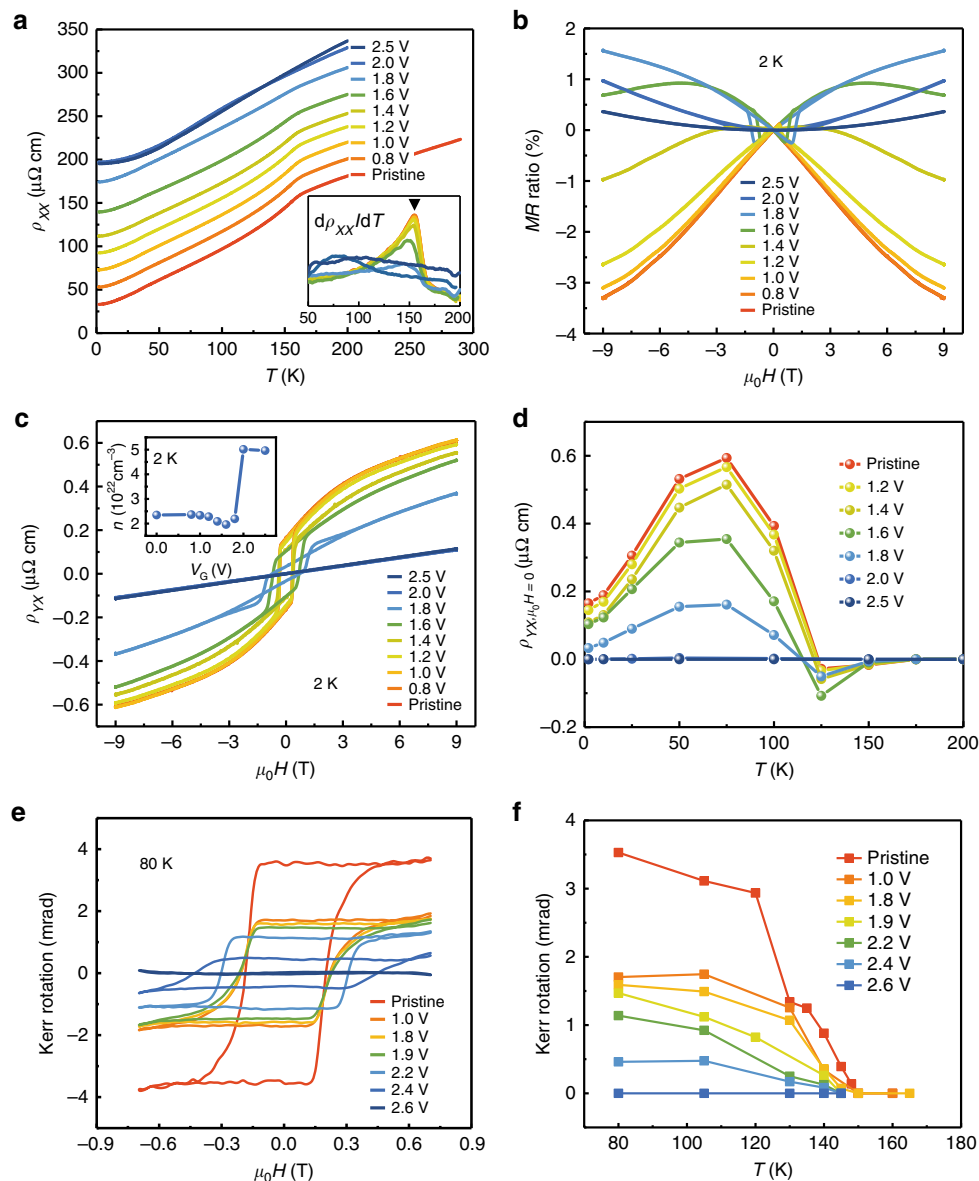 a
350
300
250
200
150
100
50
0
ρXX (μΩ cm)
0
50
100
150
200
250
300
T (K)
2.5 V
2.0 V
1.8 V
1.6 V
1.4 V
1.2 V
1.0 V
0.8 V
Pristine
dρXX/dT
50
100
150
200
b
2
1
0
–1
–2
–3
–4
MR ratio (%)
2 K
2.5 V
2.0 V
1.8 V
1.6 V
1.4 V
1.2 V
1.0 V
0.8 V
Pristine
–9
–6
–3
0
3
6
9
μ0H (T)
c
0.6
0.4
0.2
0.0
–0.2
–0.4
–0.6
ρYX (μΩ cm)
2 K
5
4
3
2
n (10²²cm⁻³)
0.0
1.0
2.0
VG (V)
2.5 V
2.0 V
1.8 V
1.6 V
1.4 V
1.2 V
1.0 V
0.8 V
Pristine
2 K
–9
–6
–3
0
3
6
9
μ0H (T)
d
0.6
0.4
0.2
0.0
–0.2
ρYX,μ0H = 0 (μΩ cm)
Pristine
1.2 V
1.4 V
1.6 V
1.8 V
2.0 V
2.5 V
0
50
100
150
200
T (K)
e
4
2
0
–2
–4
Kerr rotation (mrad)
80 K
Pristine
1.0 V
1.8 V
1.9 V
2.2 V
2.4 V
2.6 V
–0.9
–0.6
–0.3
0.0
0.3
0.6
0.9
μ0H (T)
f
4
3
2
1
0
Kerr rotation (mrad)
Pristine
1.0 V
1.8 V
1.9 V
2.2 V
2.4 V
2.6 V
80
100
120
140
160
180
T (K)